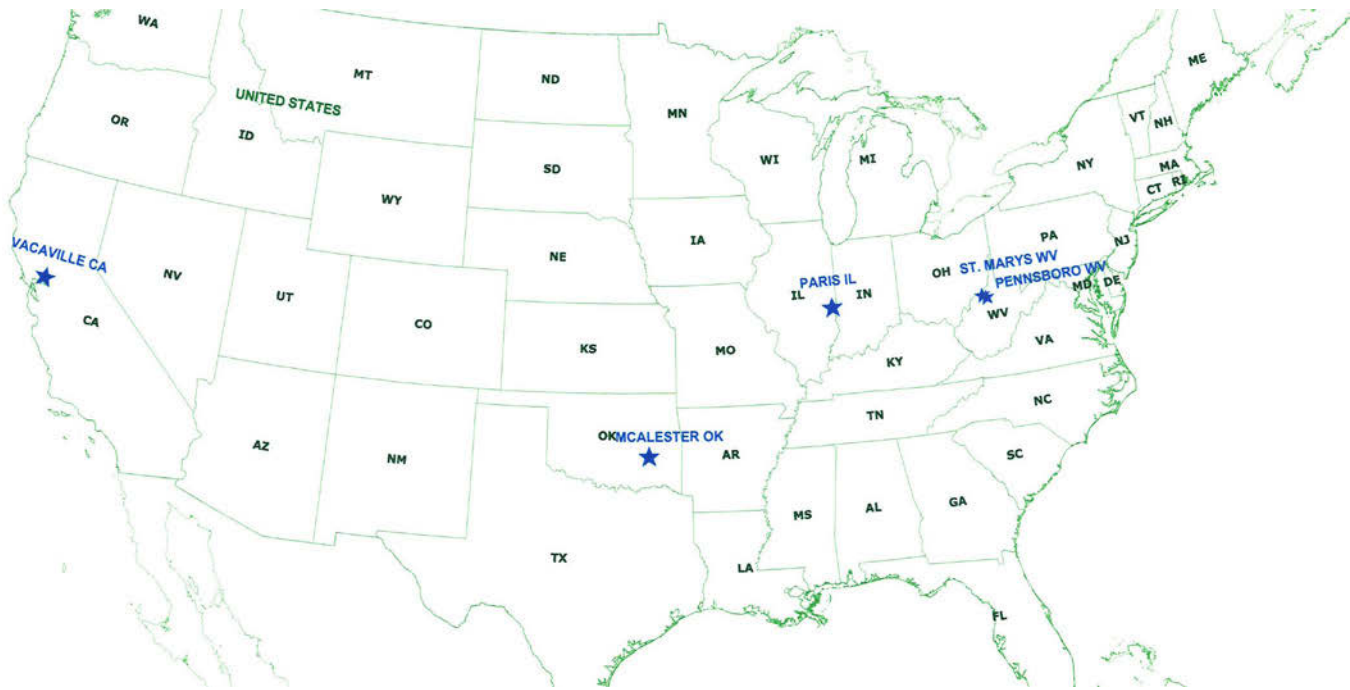 WA
MT
ND
ME
UNITED STATES
MN
OR
ID
VT
NH
SD
WI
MI
NY
MA
CT
RI
WY
IA
PA
NJ
VACAVILLE CA
NV
NE
OH
ST. MARYS WV
PENNSBORO WV
PARIS IL
UT
IL
IN
MD
DE
CA
CO
WV
KS
MO
VA
KY
NC
TN
OK
MCALESTER OK
AZ
NM
AR
SC
MS
AL
GA
TX
LA
FL